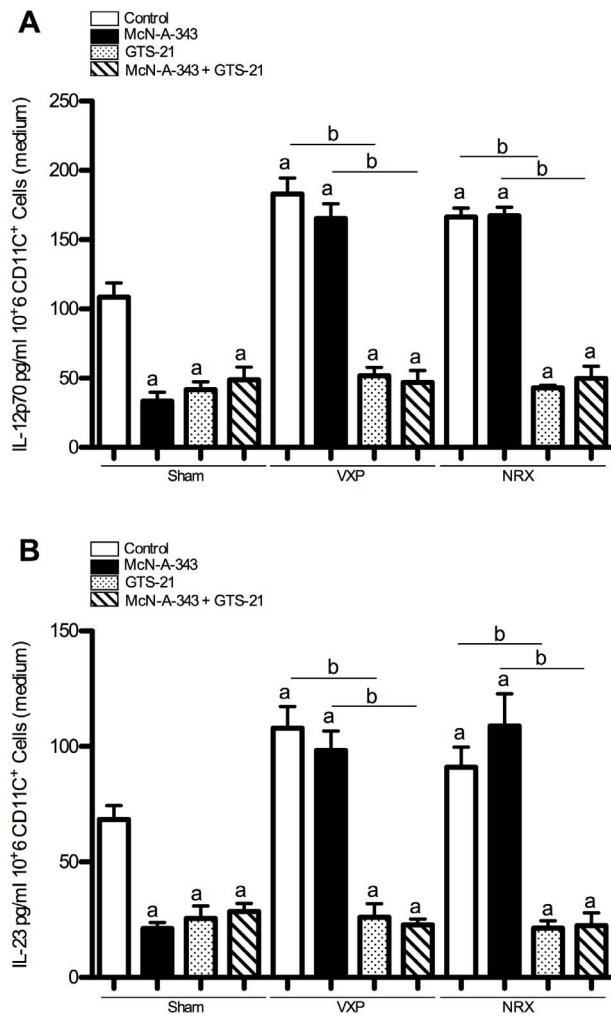 A
Control
McN-A-343
GTS-21
McN-A-343 + GTS-21
IL-12p70 pg/ml 10^+6 CD11C^+ Cells (medium)
250
200
150
100
50
0
a a a
a a a a
b
b
a a a a
b
b
Sham VXP NRX
B
Control
McN-A-343
GTS-21
McN-A-343 + GTS-21
IL-23 pg/ml 10^+6 CD11C^+ Cells (medium)
150
100
50
0
a a a
a a a a
b
b
a a a a
b
b
Sham VXP NRX